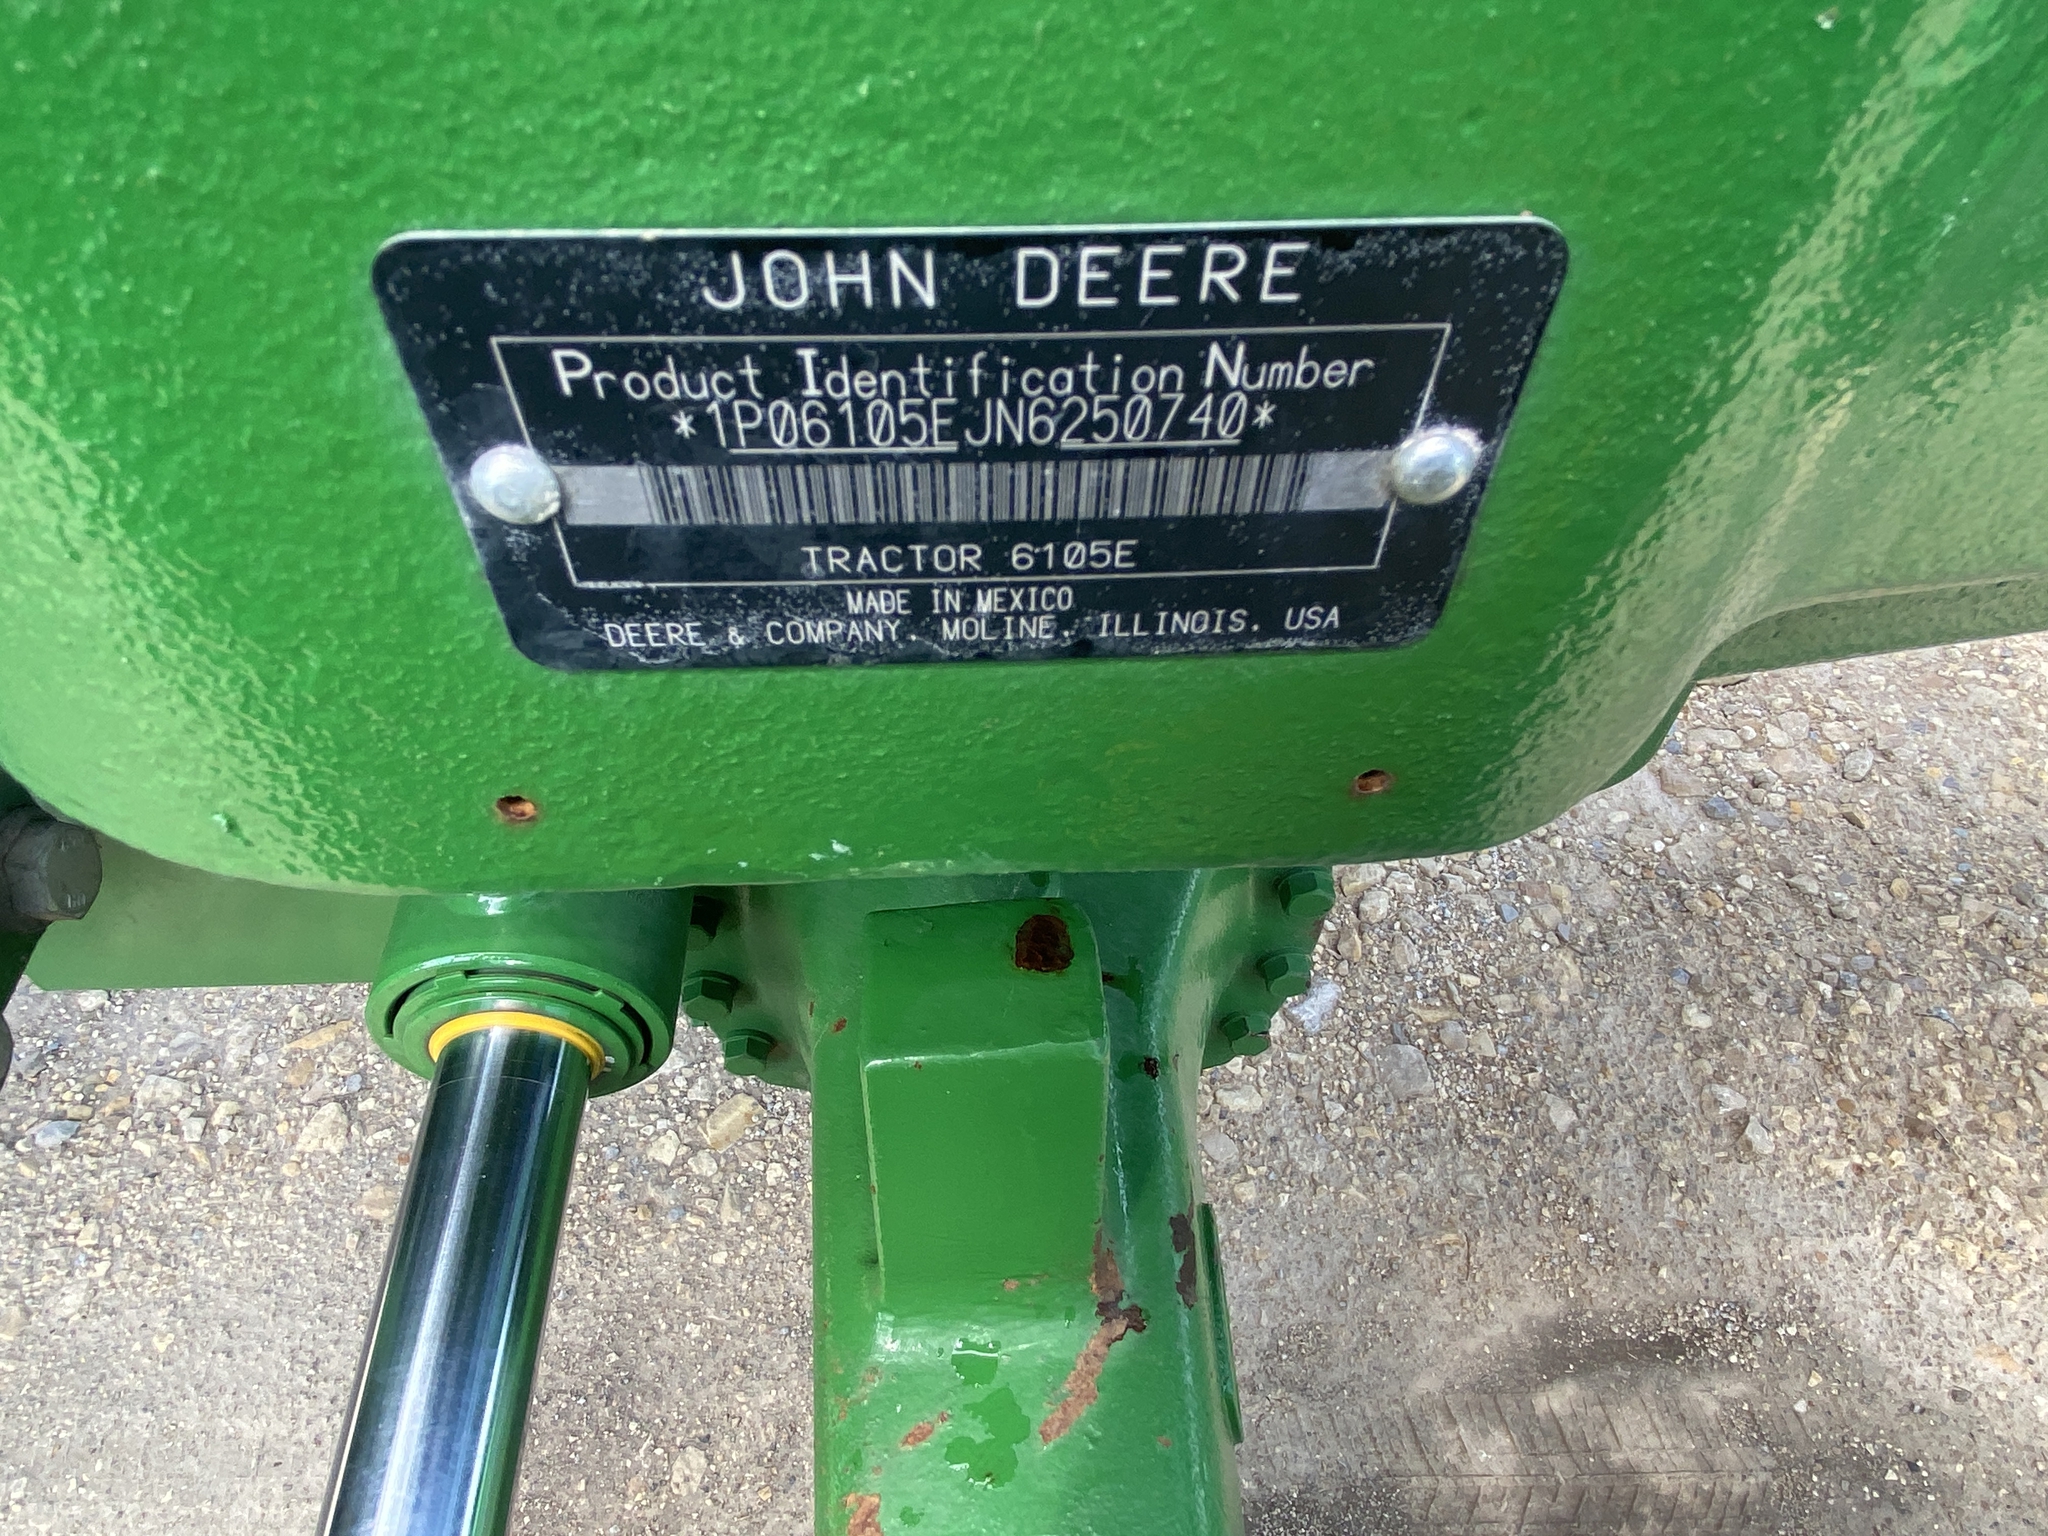 JOHN DEERE
Product Identification Number
*1P06105EJN6250740*
TRACTOR 6105E
MADE IN MEXICO
DEERE & COMPANY. MOLINE. ILLINOIS. USA